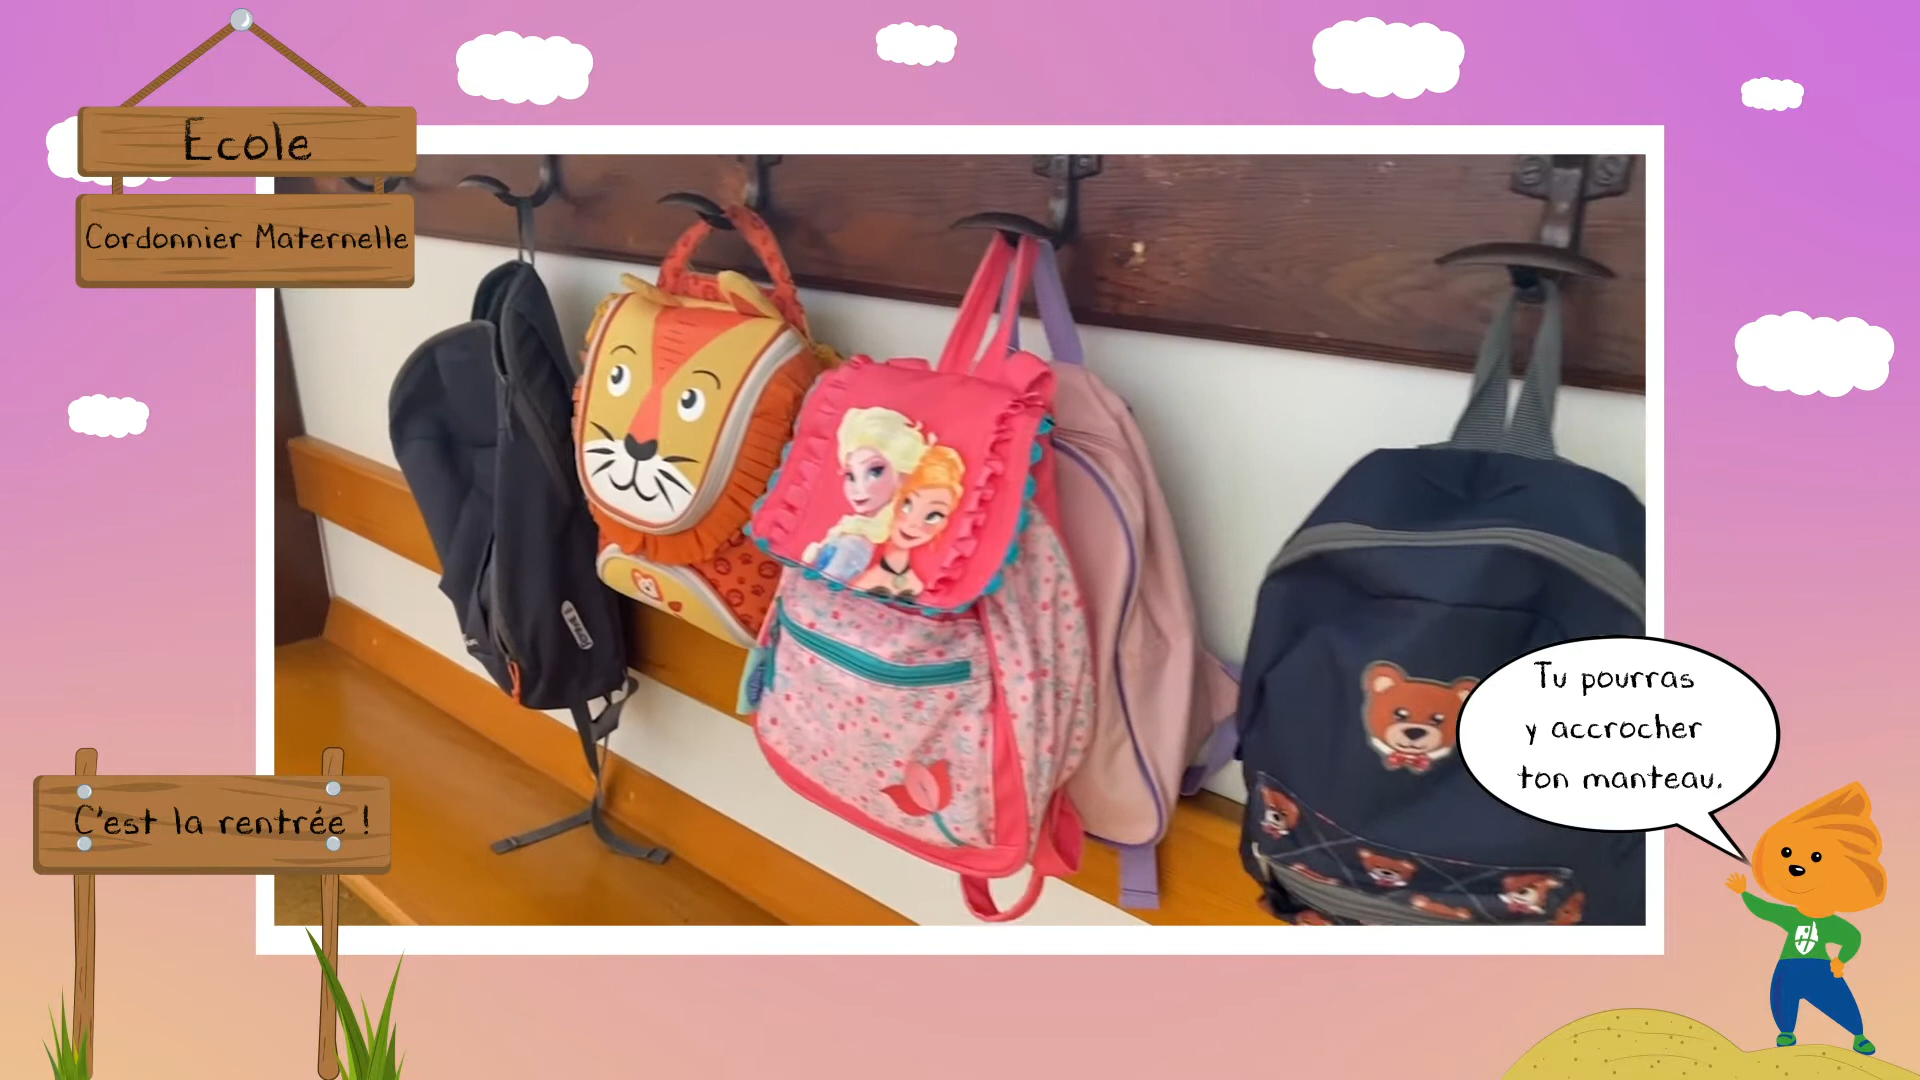 Ecole
Cordonnier Maternelle
C'est la rentrée !
Tu pourras
y accrocher
ton manteau.